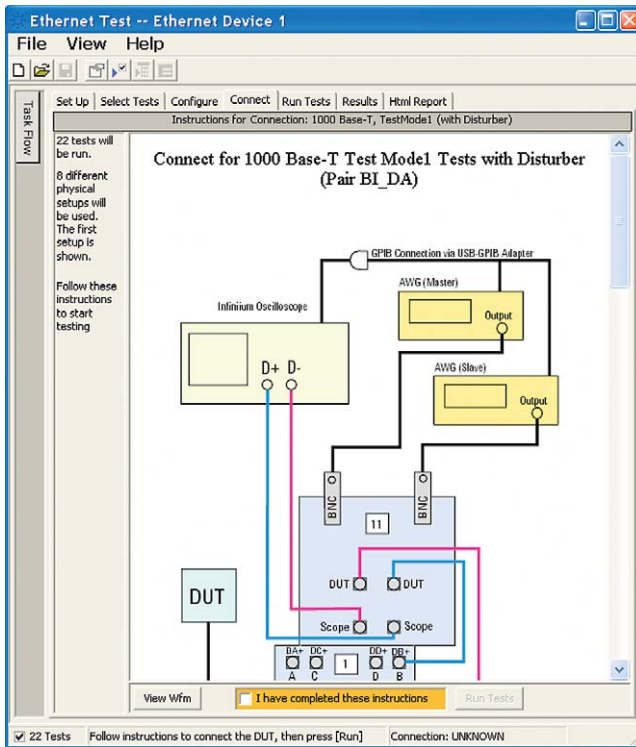 Ethernet Test -- Ethernet Device 1
File View Help
Task Flow
Set Up Select Tests Configure Connect Run Tests Results Html Report
Instructions for Connection: 1000 Base-T, TestMode1 (with Disturber)
22 tests will
be run.
8 different
physical
setups will
be used.
The first
setup is
shown.
Follow these
instructions
to start
testing
Connect for 1000 Base-T Test Mode1 Tests with Disturber
(Pair BI_DA)
GPIB Connection via USB-GPIB Adapter
AWG (Master)
Output
Infiniium Oscilloscope
D+ D-
AWG (Slave)
Output
BNC
BNC
11
DUT DUT
DUT
Scope Scope
DA+ DC+ 1 DD+ DB+
A C D B
View Wfm
I have completed these instructions
Run Tests
22 Tests Follow instructions to connect the DUT, then press [Run] Connection: UNKNOWN